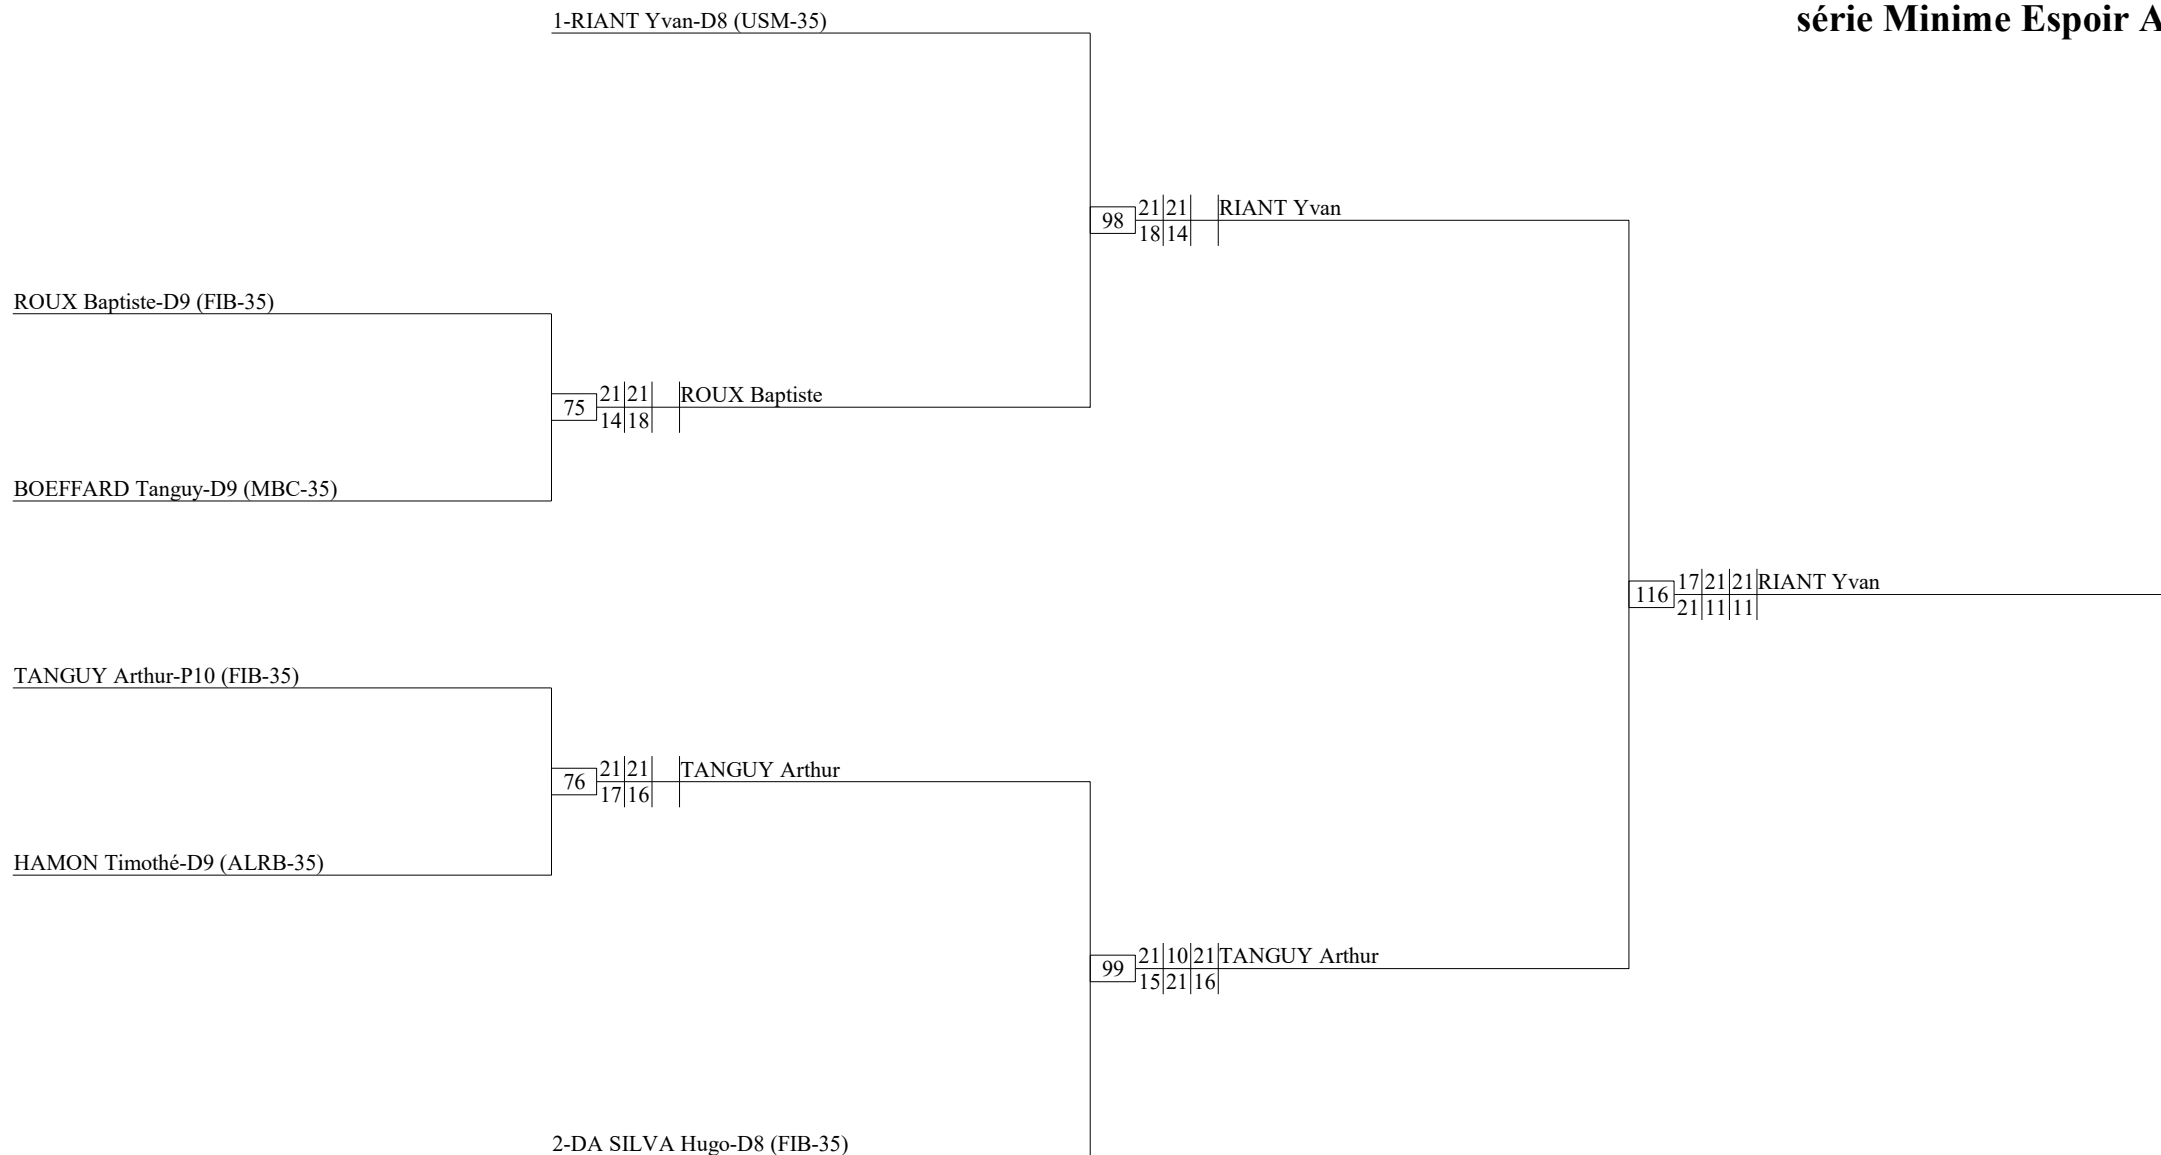 série Minime Espoir A
1-RIANT Yvan-D8 (USM-35)
98
21 21 RIANT Yvan
18 14
ROUX Baptiste-D9 (FIB-35)
75
21 21 ROUX Baptiste
14 18
BOEFFARD Tanguy-D9 (MBC-35)
116
17 21 21 RIANT Yvan
21 11 11
TANGUY Arthur-P10 (FIB-35)
76
21 21 TANGUY Arthur
17 16
HAMON Timothé-D9 (ALRB-35)
99
21 10 21 TANGUY Arthur
15 21 16
2-DA SILVA Hugo-D8 (FIB-35)